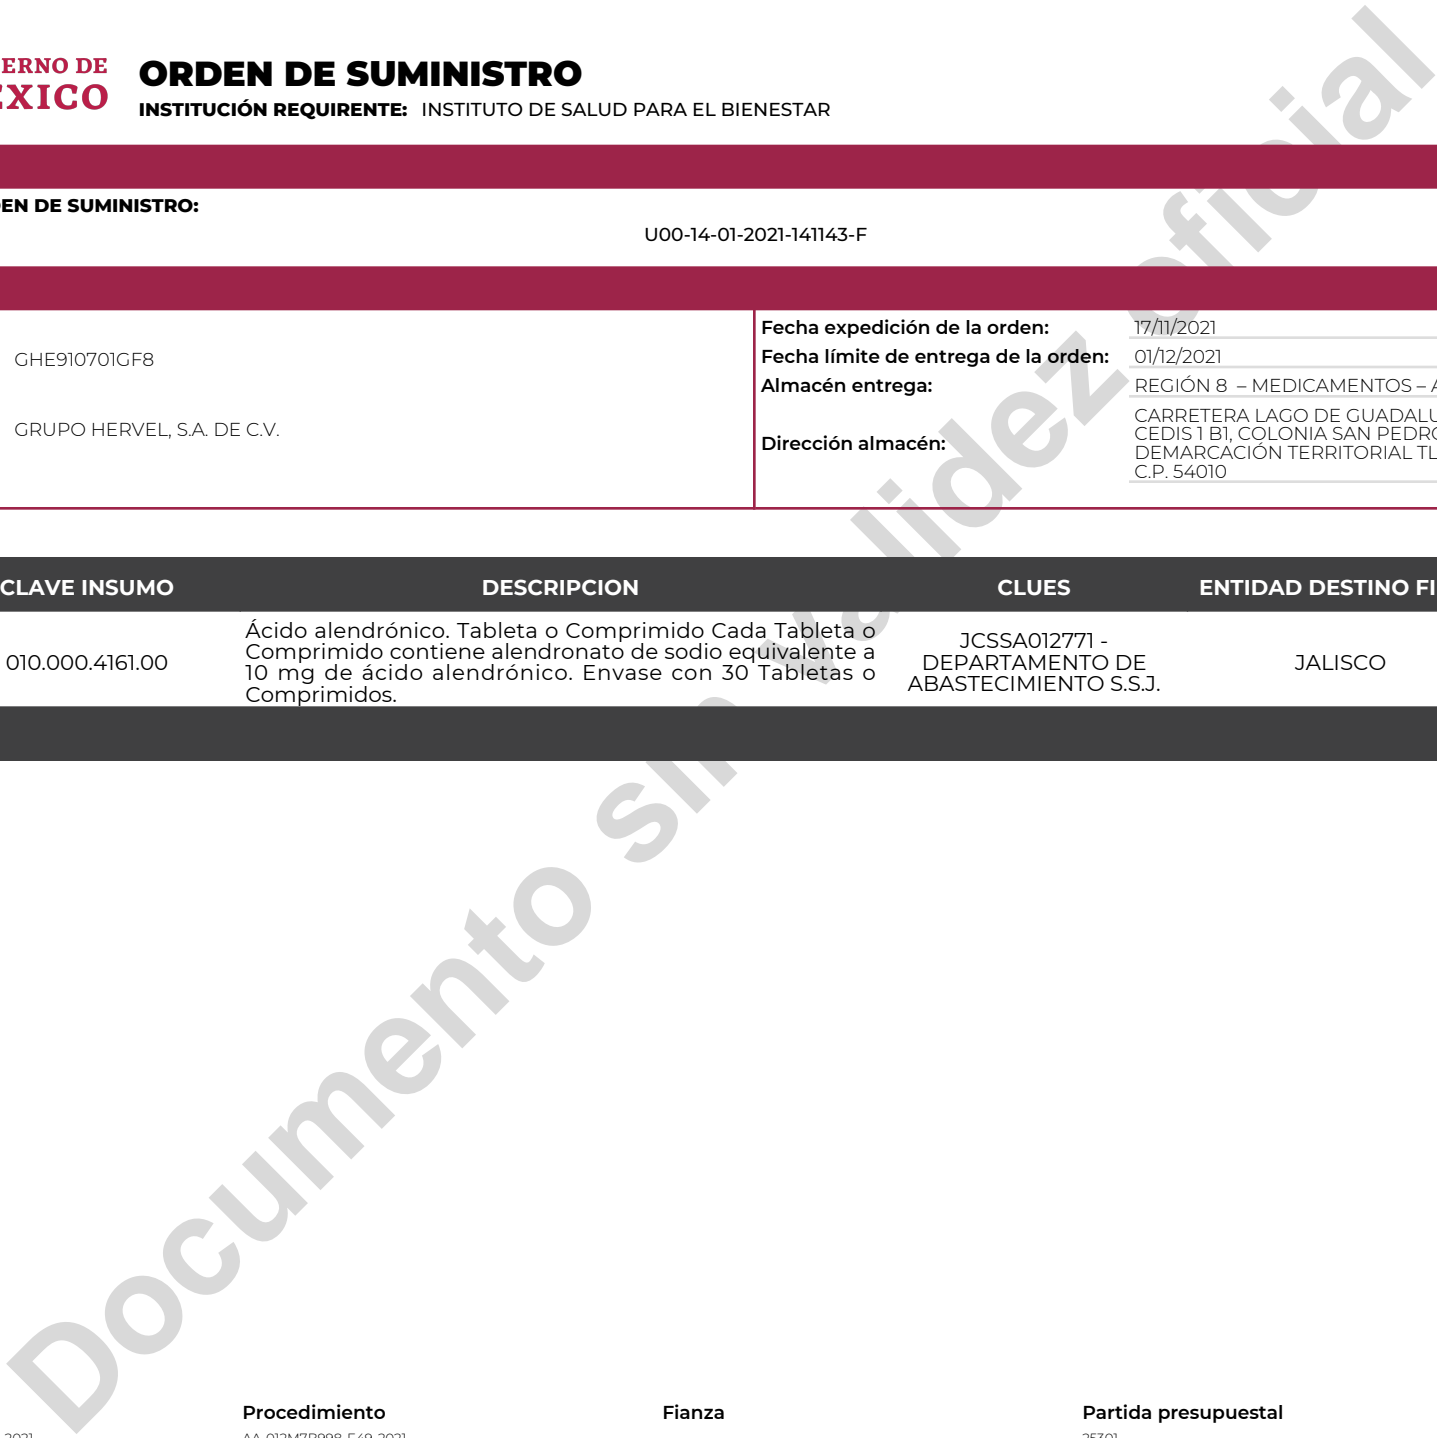 ERNO DE
EXICO
ORDEN DE SUMINISTRO
INSTITUCIÓN REQUIRENTE: INSTITUTO DE SALUD PARA EL BIENESTAR
EN DE SUMINISTRO:
U00-14-01-2021-141143-F
GHE910701GF8
GRUPO HERVEL, S.A. DE C.V.
Fecha expedición de la orden: 17/11/2021
Fecha límite de entrega de la orden: 01/12/2021
Almacén entrega: REGIÓN 8 – MEDICAMENTOS – A
Dirección almacén:
CARRETERA LAGO DE GUADALU
CEDIS 1 B1, COLONIA SAN PEDRO
DEMARCACIÓN TERRITORIAL TL
C.P. 54010
CLAVE INSUMO DESCRIPCION CLUES ENTIDAD DESTINO FI
010.000.4161.00
Ácido alendrónico. Tableta o Comprimido Cada Tableta o
Comprimido contiene alendronato de sodio equivalente a
10 mg de ácido alendrónico. Envase con 30 Tabletas o
Comprimidos.
JCSSA012771 -
DEPARTAMENTO DE
ABASTECIMIENTO S.S.J.
JALISCO
Documento sin validez oficial
Procedimiento Fianza Partida presupuestal